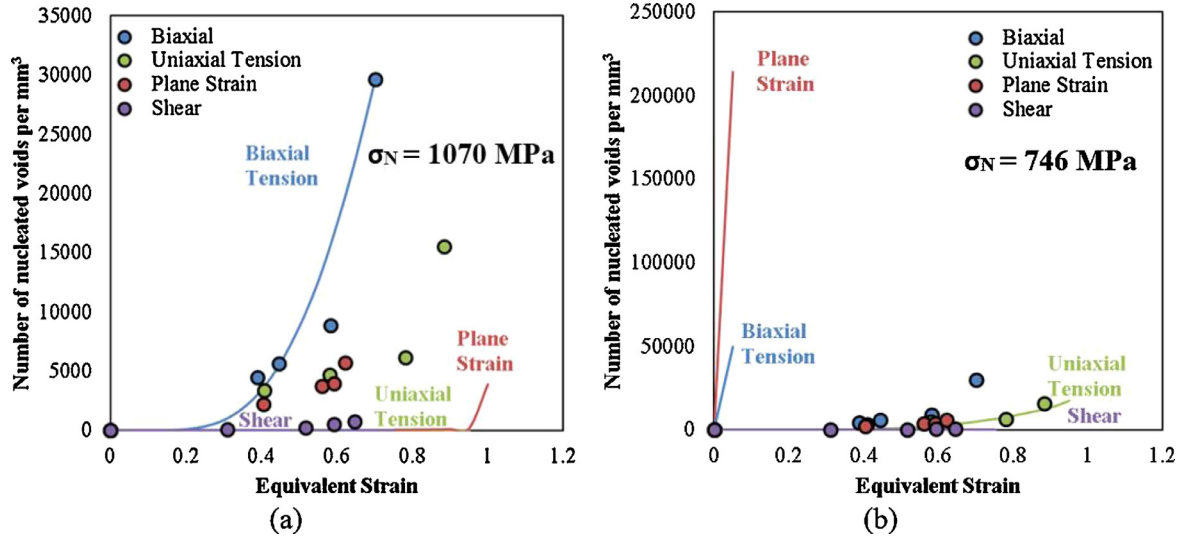 35000
30000
25000
20000
15000
10000
5000
0
Number of nucleated voids per mm³
Biaxial
Uniaxial Tension
Plane Strain
Shear
Biaxial
Tension
σN = 1070 MPa
Plane
Strain
Shear
Uniaxial
Tension
0 0.2 0.4 0.6 0.8 1 1.2
Equivalent Strain
(a)
250000
200000
150000
100000
50000
0
Number of nucleated voids per mm³
Biaxial
Uniaxial Tension
Plane Strain
Shear
Plane
Strain
σN = 746 MPa
Biaxial
Tension
Uniaxial
Tension
Shear
0 0.2 0.4 0.6 0.8 1 1.2
Equivalent Strain
(b)